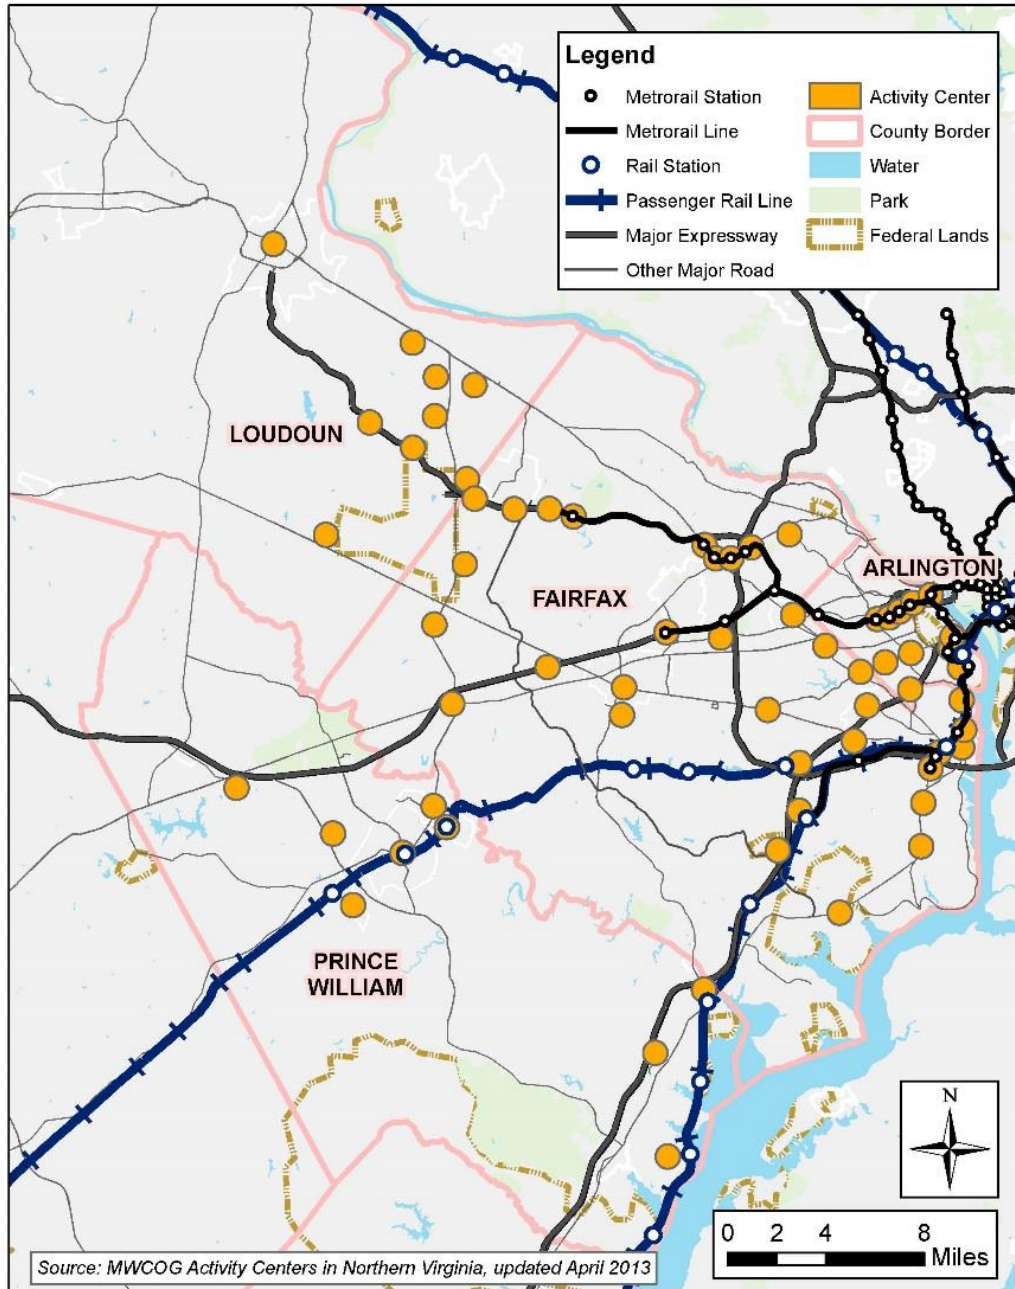 Legend
Metrorail Station
Metrorail Line
Rail Station
Passenger Rail Line
Major Expressway
Other Major Road
Activity Center
County Border
Water
Park
Federal Lands
LOUDOUN
FAIRFAX
ARLINGTON
PRINCE
WILLIAM
N
0 2 4 8
Miles
Source: MWCOG Activity Centers in Northern Virginia, updated April 2013